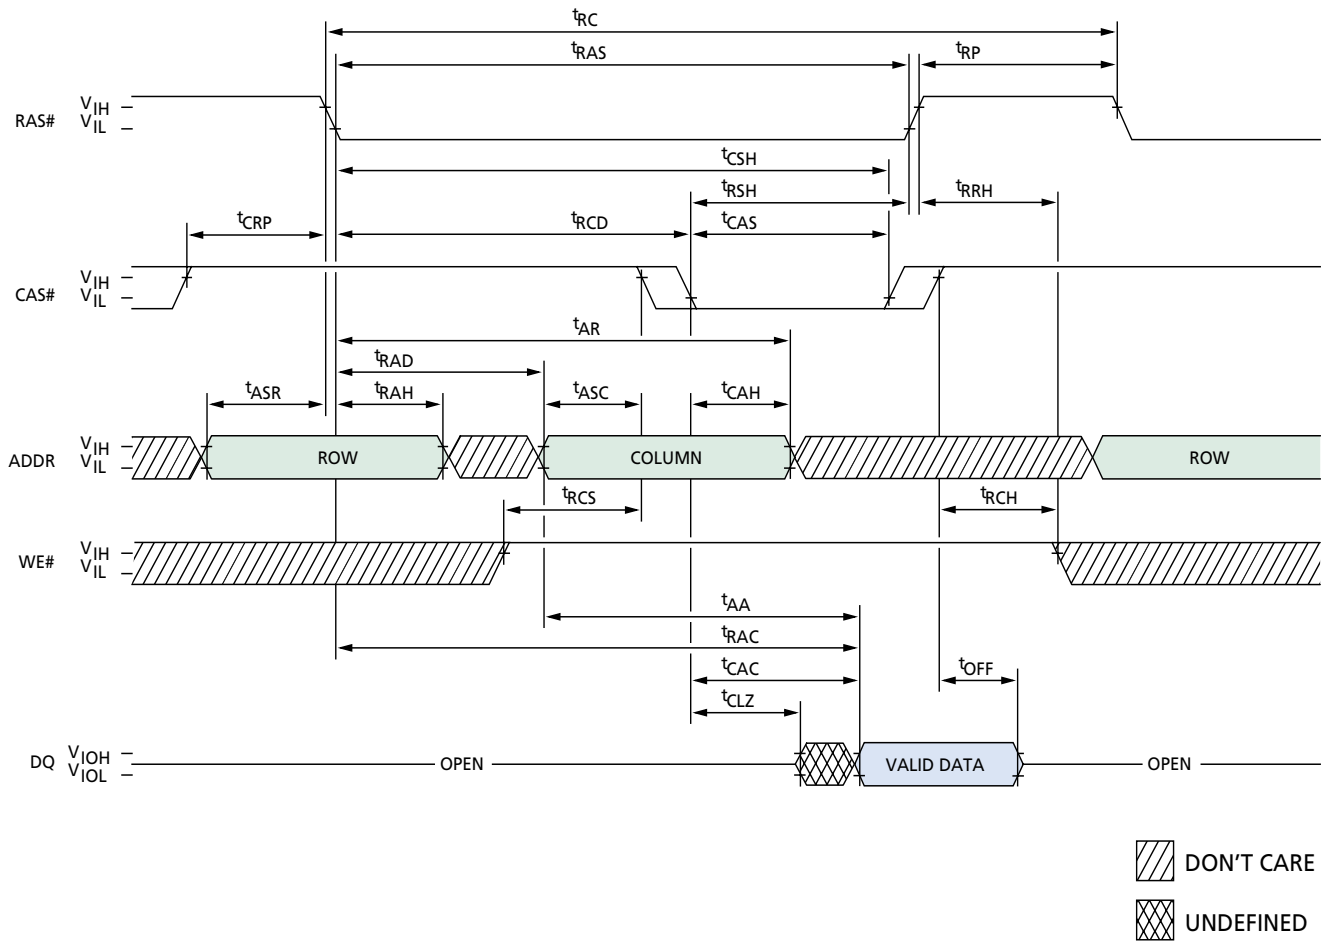 tRC
tRAS
tRP
RAS#
VIH
VIL
tCSH
tRSH
tRRH
tCRP
tRCD
tCAS
CAS#
VIH
VIL
tAR
tRAD
tASR
tRAH
tASC
tCAH
ADDR
VIH
VIL
ROW
COLUMN
ROW
tRCS
tRCH
WE#
VIH
VIL
tAA
tRAC
tCAC
tOFF
tCLZ
DQ
VIOH
VIOL
OPEN
VALID DATA
OPEN
DON'T CARE
UNDEFINED